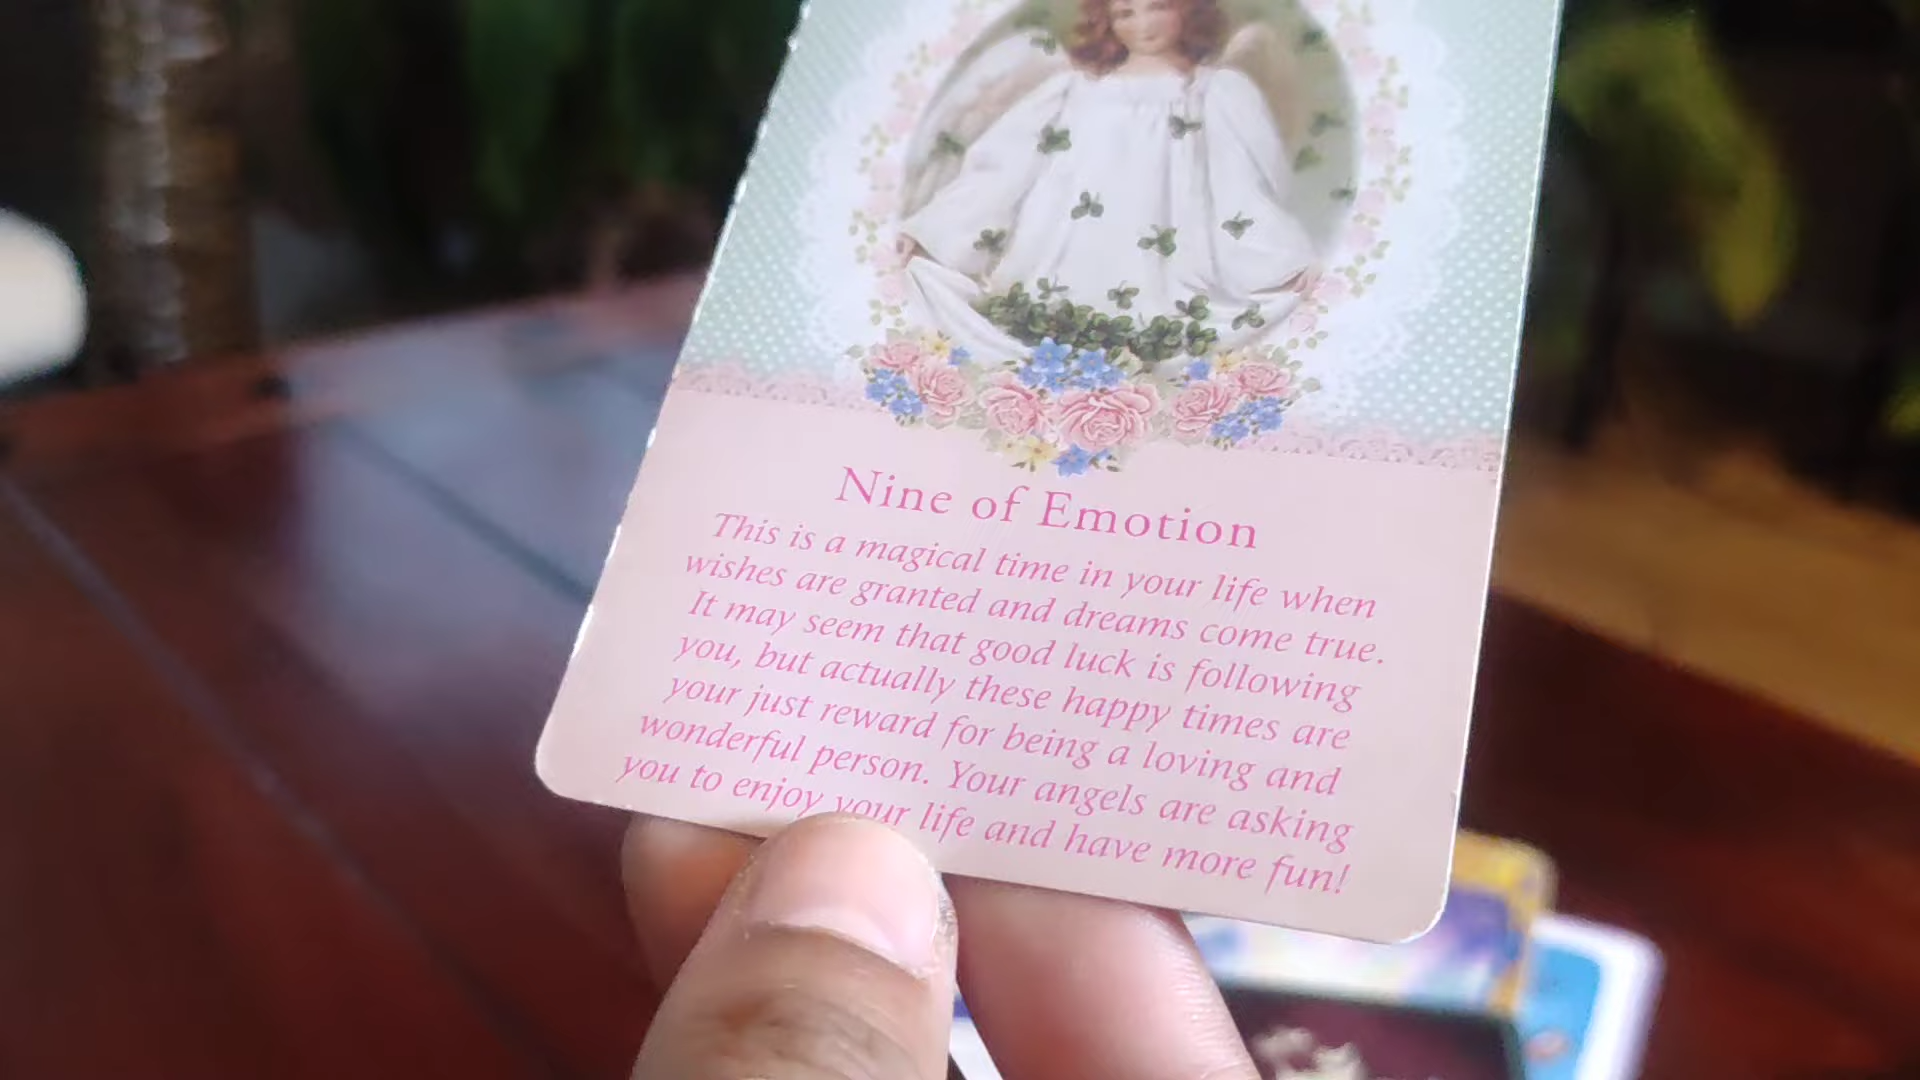 Nine of Emotion
This is a magical time in your life when
wishes are granted and dreams come true.
It may seem that good luck is following
you, but actually these happy times are
your just reward for being a loving and
wonderful person. Your angels are asking
you to enjoy your life and have more fun!